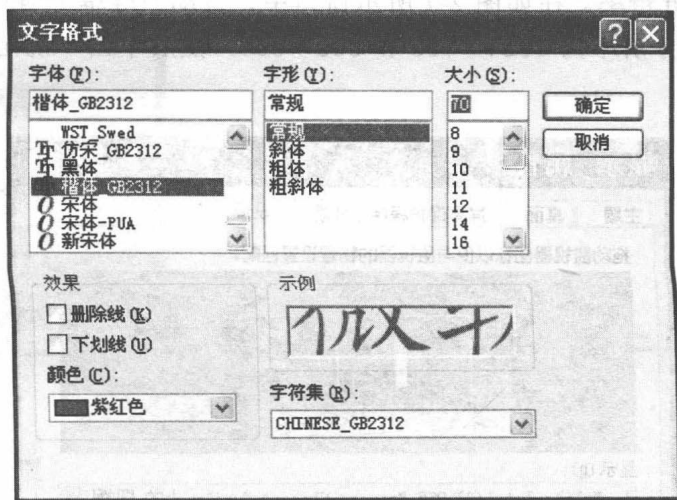 文字格式
字体(F): 字形(Y): 大小(S):
楷体_GB2312 常规 70 确定
WST_Swed 常规 8 取消
仿宋_GB2312 斜体 9
黑体 粗体 10
楷体_GB2312 粗斜体 11
宋体 12
宋体-PUA 14
新宋体 16
效果 示例
删除线(K)
下划线(U) 微软
颜色(C):
紫红色 字符集(R):
CHINESE_GB2312